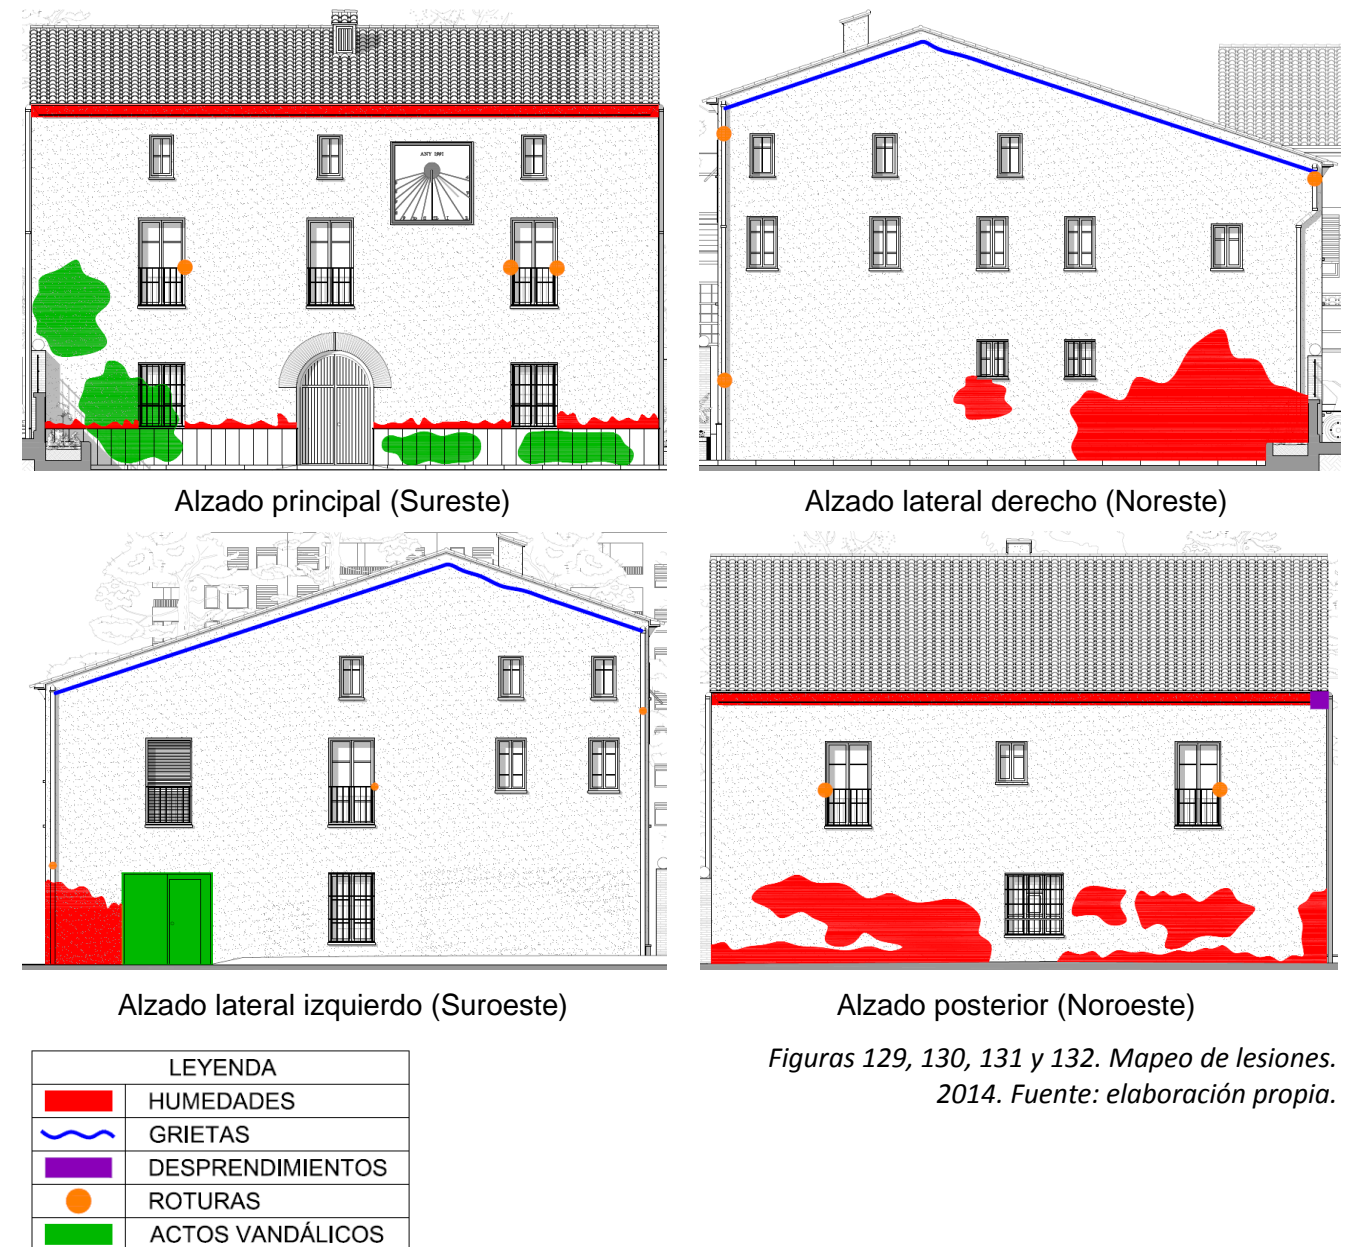 Alzado principal (Sureste)
Alzado lateral derecho (Noreste)
Alzado lateral izquierdo (Suroeste)
Alzado posterior (Noroeste)
Figuras 129, 130, 131 y 132. Mapeo de lesiones.
2014. Fuente: elaboración propia.
LEYENDA
HUMEDADES
GRIETAS
DESPRENDIMIENTOS
ROTURAS
ACTOS VANDÁLICOS